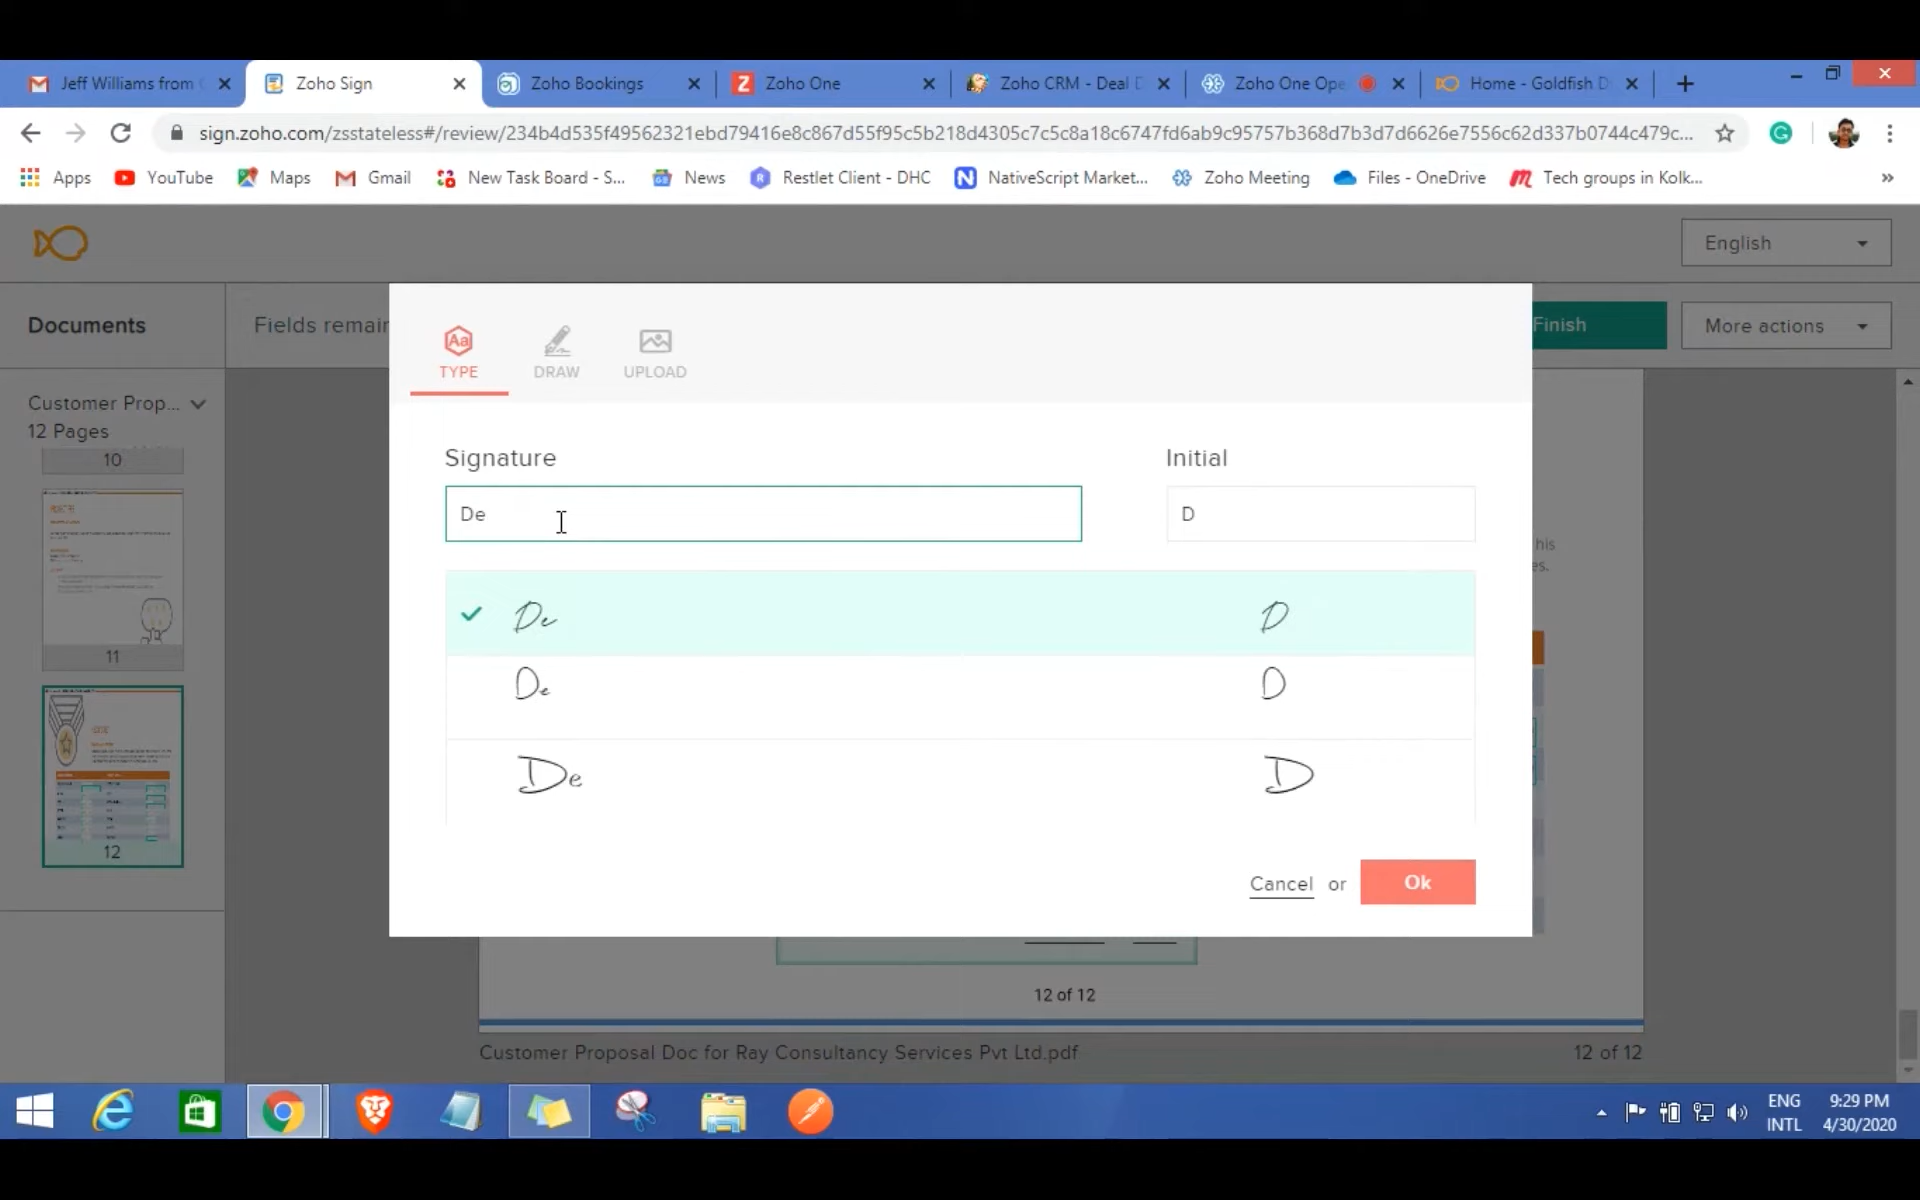 Jeff Williams from
Zoho Sign
Zoho Bookings
Zoho One
Zoho CRM - Deal D
Zoho One Ope
Home - Goldfish D
sign.zoho.com/zsstateless#/review/234b4d535f49562321ebd79416e8c867d55f95c5b218d4305c7c5c8a18c6747fd6ab9c95757b368d7b3d7d6626e7556c62d337b0744c479c...
Apps
YouTube
Maps
Gmail
New Task Board - S...
News
Restlet Client - DHC
NativeScript Market...
Zoho Meeting
Files - OneDrive
Tech groups in Kolk...
»
English
Documents
Fields remain
Finish
More actions
Customer Prop...
12 Pages
10
11
12
TYPE
DRAW
UPLOAD
Signature
Initial
De
D
De D
De D
De D
Cancel or Ok
his
es.
12 of 12
Customer Proposal Doc for Ray Consultancy Services Pvt Ltd.pdf
12 of 12
ENG
INTL
9:29 PM
4/30/2020